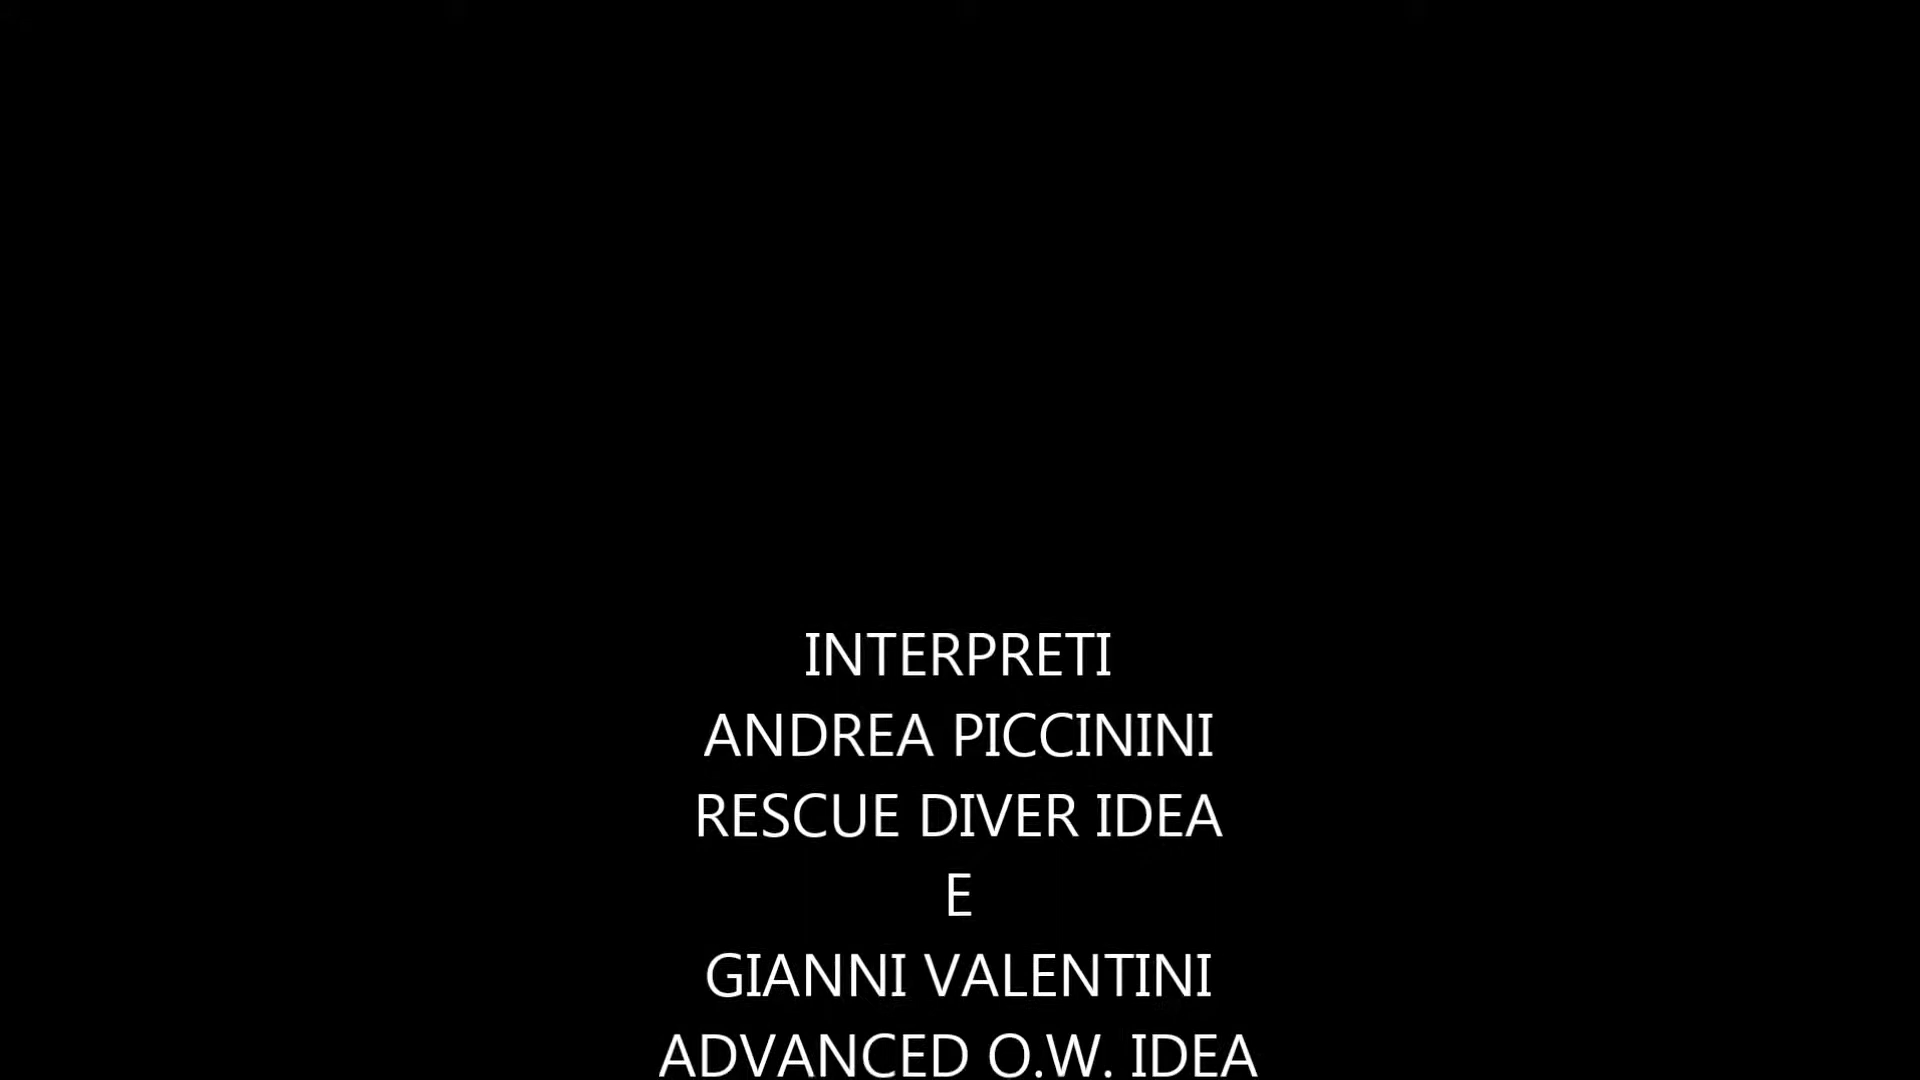 INTERPRETI
ANDREA PICCININI
RESCUE DIVER IDEA
E
GIANNI VALENTINI
ADVANCED O.W. IDEA